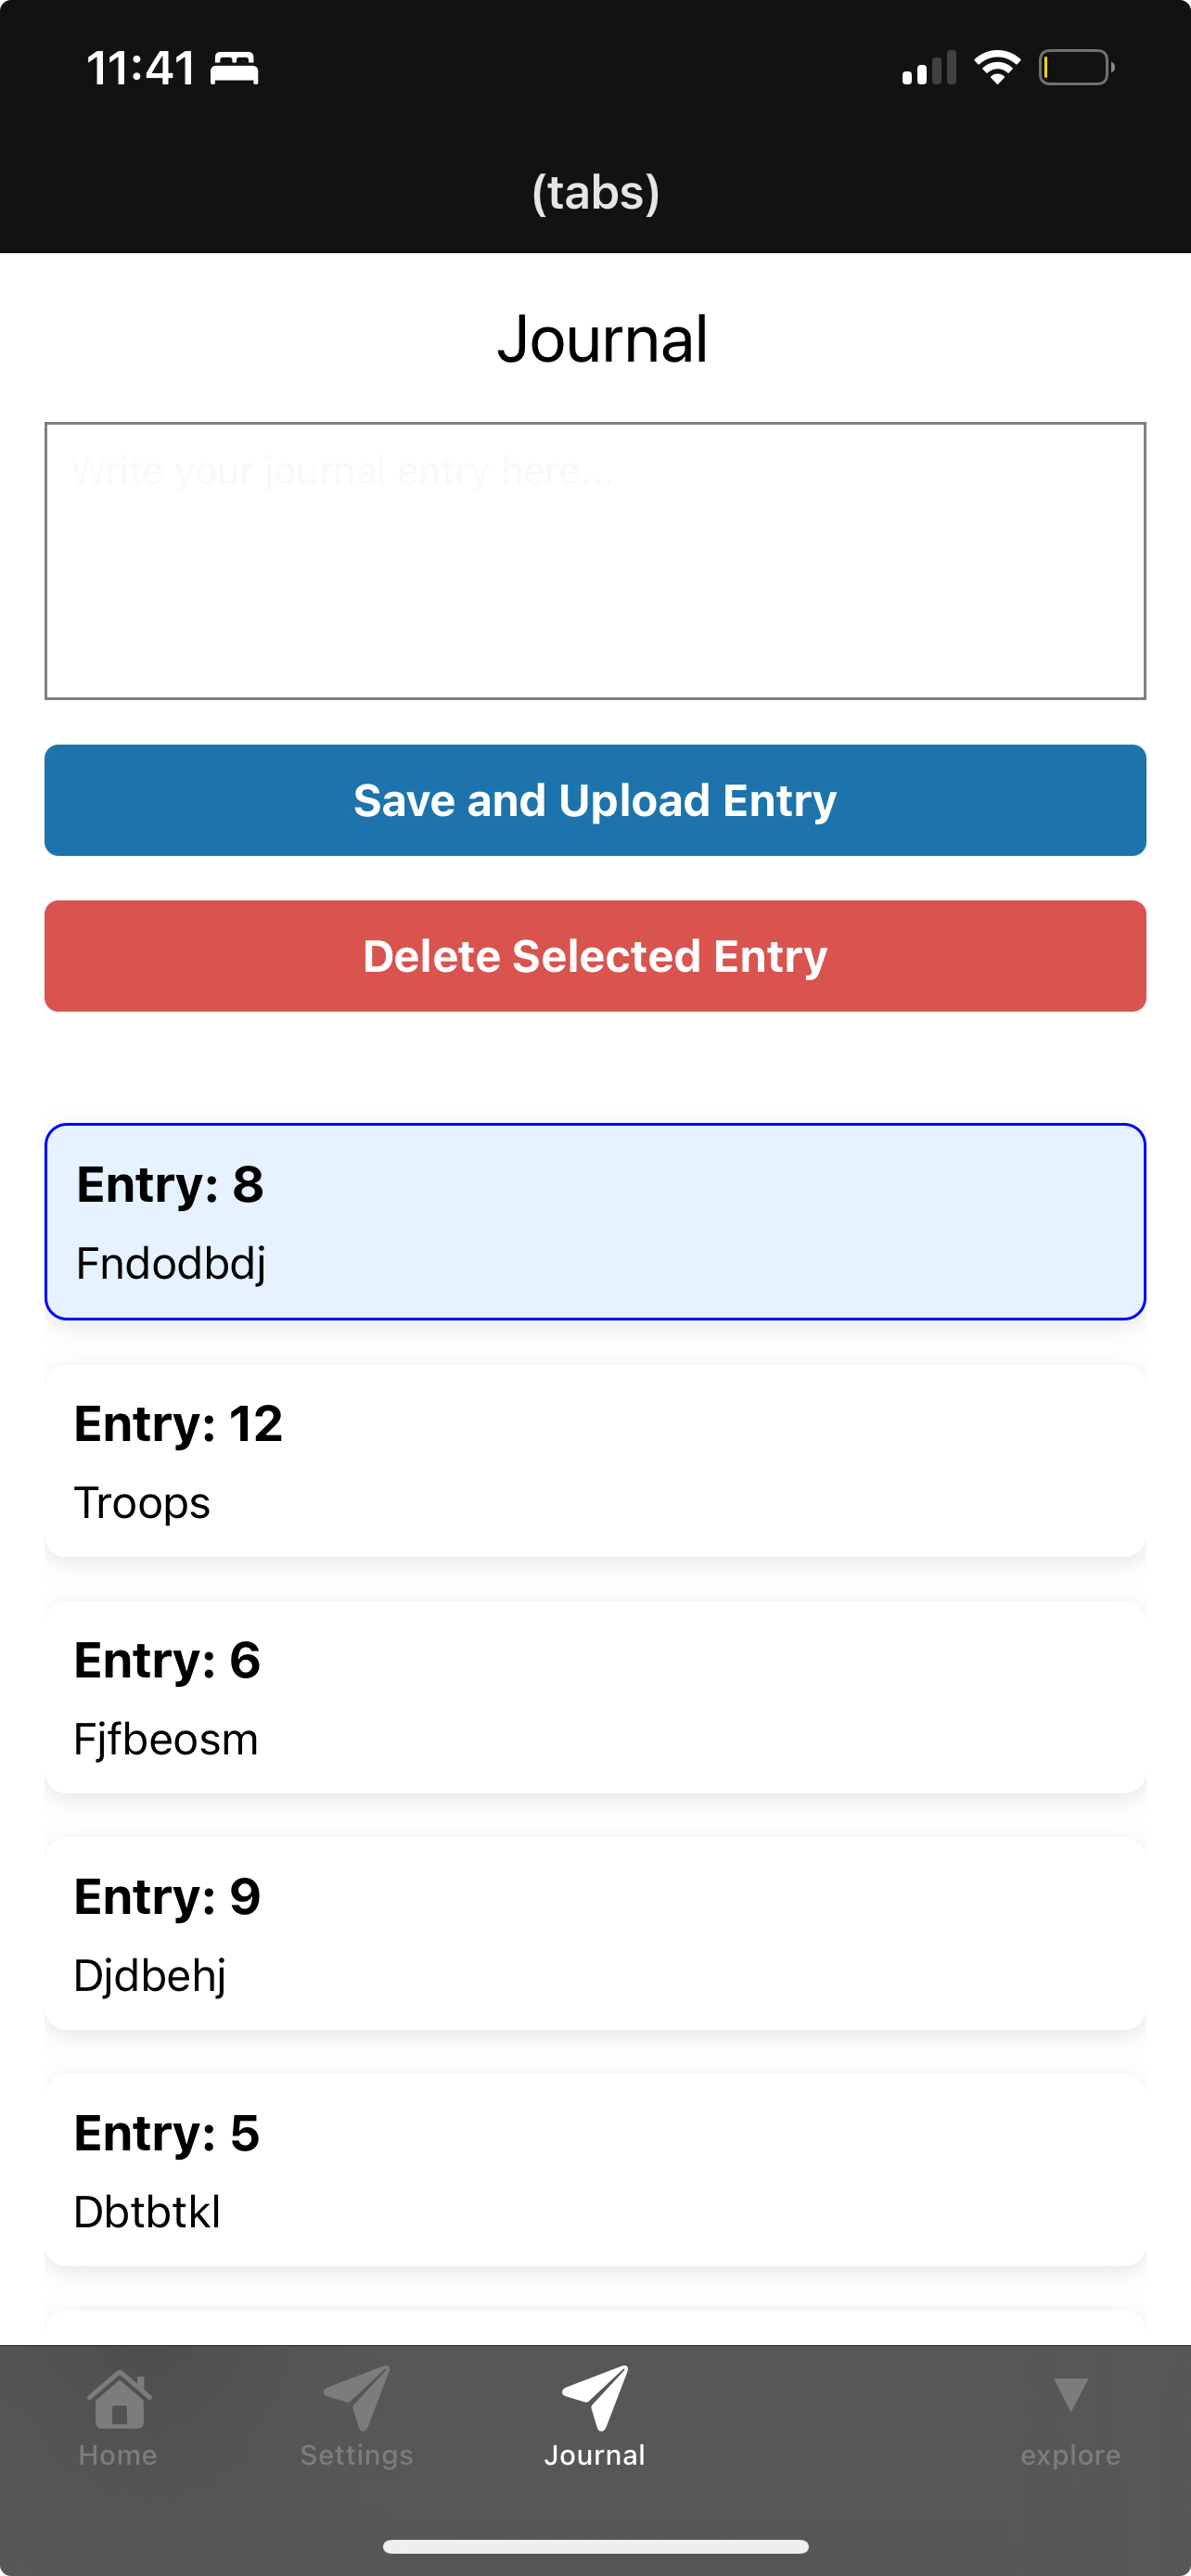 11:41
(tabs)
Journal
Write your journal entry here...
Save and Upload Entry
Delete Selected Entry
Entry: 8
Fndodbdj
Entry: 12
Troops
Entry: 6
Fjfbeosm
Entry: 9
Djdbehj
Entry: 5
Dbtbtkl
Home
Settings
Journal
explore